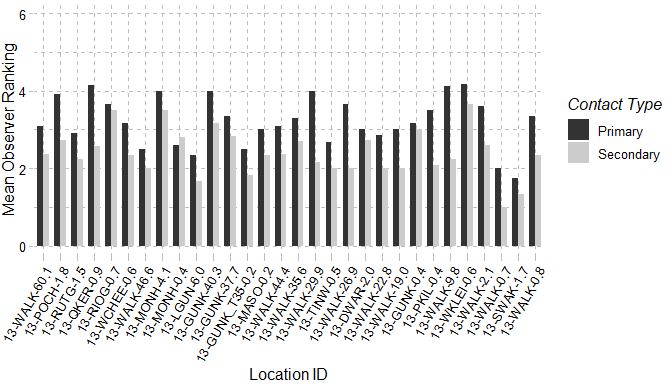 Mean Observer Ranking
6
4
2
0
13-WALK-60.1
13-POCH-1.8
13-RUTG-1.5
13-QKER-0.9
13-RIOG-0.7
13-WCHEE-0.6
13-WALK-46.6
13-MONH-4.1
13-MONH-0.4
13-LGUN-6.0
13-GUNK-40.3
13-GUNK-37.7
13-GUNK_T35-0.2
13-MASO-0.2
13-WALK-44.4
13-WALK-35.6
13-WALK-29.9
13-TINW-0.5
13-WALK-26.9
13-DWAR-2.0
13-WALK-22.8
13-WALK-19.0
13-GUNK-0.4
13-PKIL-0.4
13-WALK-9.8
13-WKLEI-0.6
13-WALK-2.1
13-WALK-0.7
13-SWAK-1.7
13-WALK-0.8
Location ID
Contact Type
Primary
Secondary